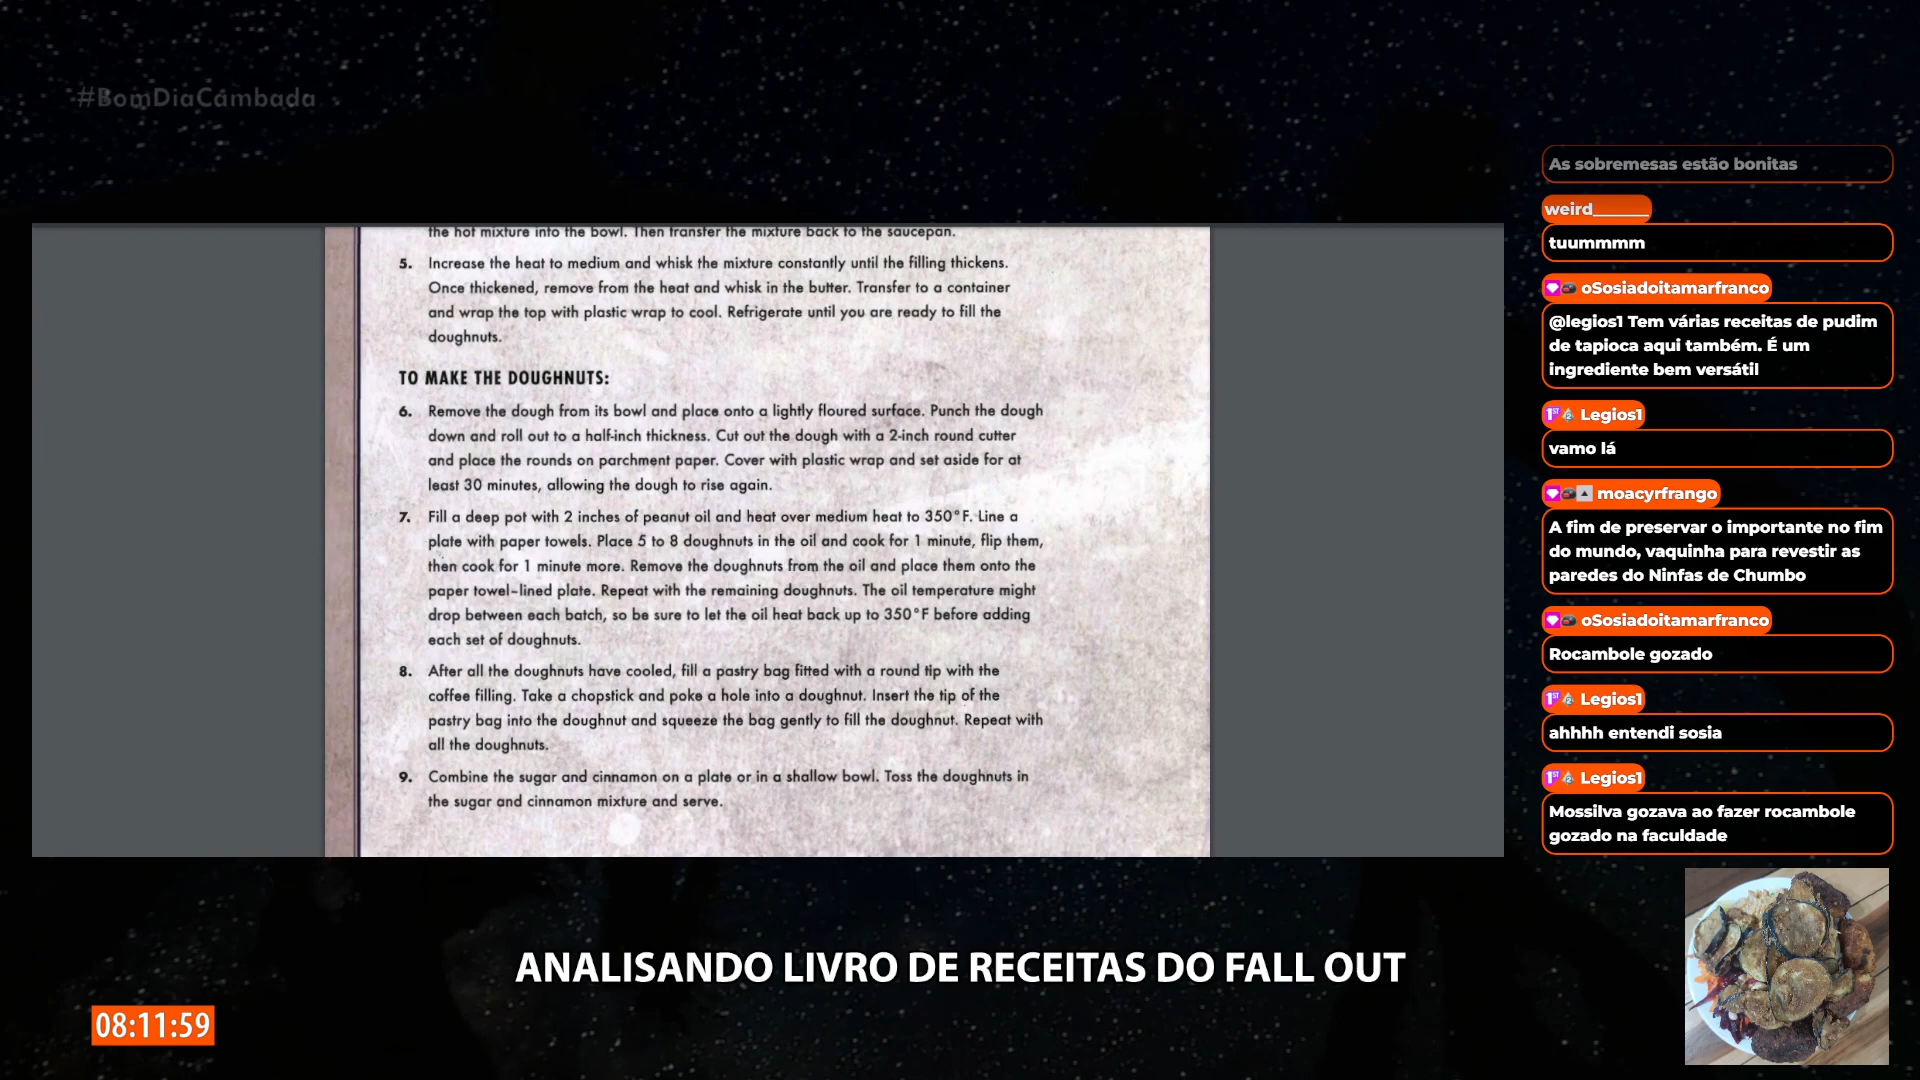 #BomDiaCambada
the hot mixture into the bowl. Then transfer the mixture back to the saucepan.
5. Increase the heat to medium and whisk the mixture constantly until the filling thickens.
Once thickened, remove from the heat and whisk in the butter. Transfer to a container
and wrap the top with plastic wrap to cool. Refrigerate until you are ready to fill the
doughnuts.
TO MAKE THE DOUGHNUTS:
6. Remove the dough from its bowl and place onto a lightly floured surface. Punch the dough
down and roll out to a half-inch thickness. Cut out the dough with a 2-inch round cutter
and place the rounds on parchment paper. Cover with plastic wrap and set aside for at
least 30 minutes, allowing the dough to rise again.
7. Fill a deep pot with 2 inches of peanut oil and heat over medium heat to 350°F. Line a
plate with paper towels. Place 5 to 8 doughnuts in the oil and cook for 1 minute, flip them,
then cook for 1 minute more. Remove the doughnuts from the oil and place them onto the
paper towel-lined plate. Repeat with the remaining doughnuts. The oil temperature might
drop between each batch, so be sure to let the oil heat back up to 350°F before adding
each set of doughnuts.
8. After all the doughnuts have cooled, fill a pastry bag fitted with a round tip with the
coffee filling. Take a chopstick and poke a hole into a doughnut. Insert the tip of the
pastry bag into the doughnut and squeeze the bag gently to fill the doughnut. Repeat with
all the doughnuts.
9. Combine the sugar and cinnamon on a plate or in a shallow bowl. Toss the doughnuts in
the sugar and cinnamon mixture and serve.
As sobremesas estão bonitas
weird_______
tuummmm
oSosiadoitamarfranco
@legios1 Tem várias receitas de pudim
de tapioca aqui também. É um
ingrediente bem versátil
1ST Legios1
vamo lá
moacyrfrango
A fim de preservar o importante no fim
do mundo, vaquinha para revestir as
paredes do Ninfas de Chumbo
oSosiadoitamarfranco
Rocambole gozado
1ST Legios1
ahhhh entendi sosia
1ST Legios1
Mossilva gozava ao fazer rocambole
gozado na faculdade
ANALISANDO LIVRO DE RECEITAS DO FALL OUT
08:11:59